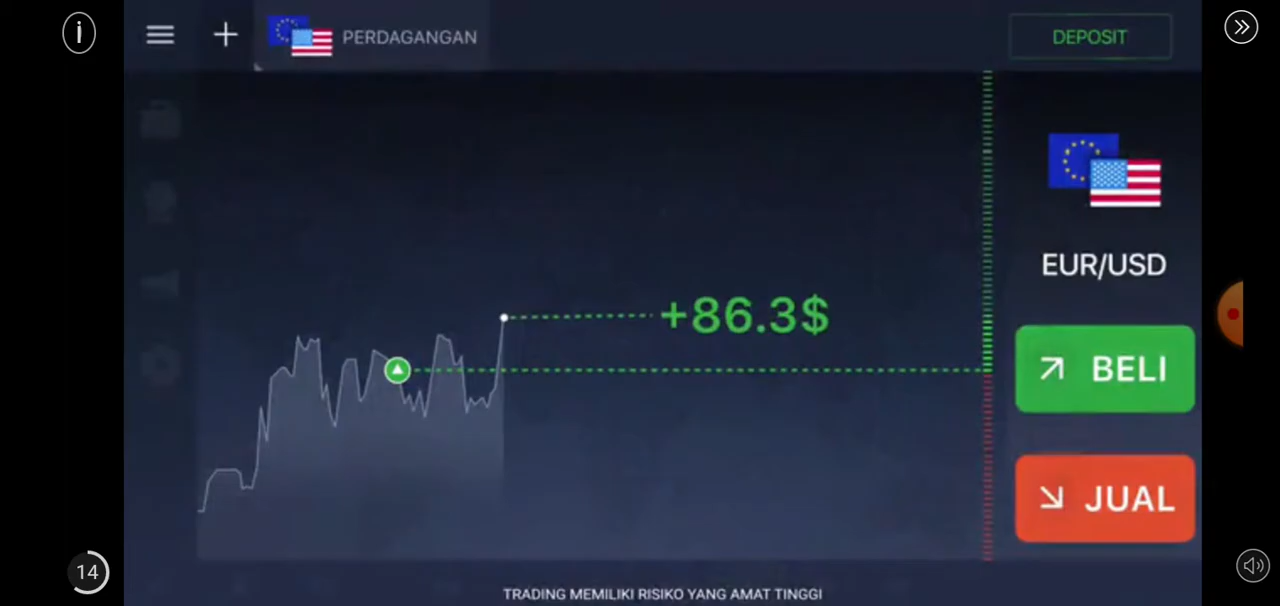 PERDAGANGAN
DEPOSIT
EUR/USD
+86.3$
BELI
JUAL
14
TRADING MEMILIKI RISIKO YANG AMAT TINGGI